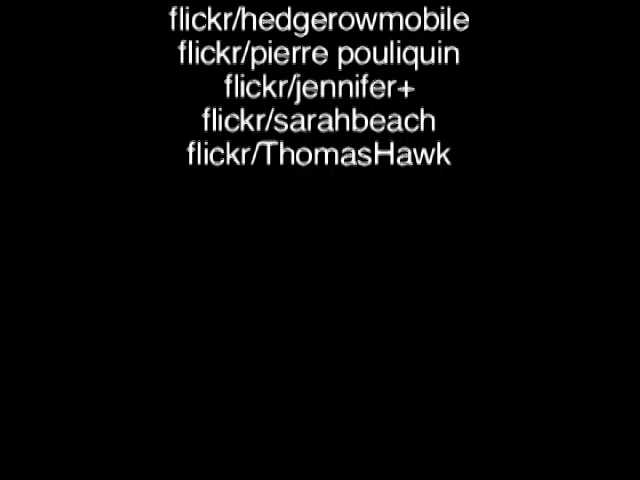 flickr/hedgerowmobile
flickr/pierre pouliquin
flickr/jennifer+
flickr/sarahbeach
flickr/ThomasHawk